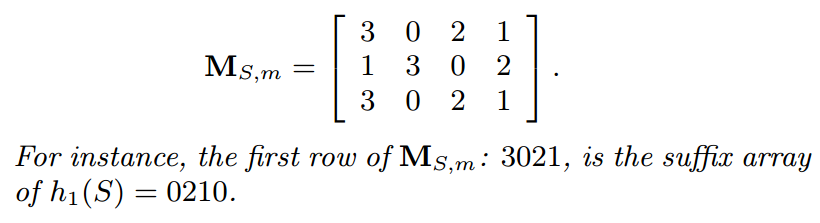 3 0 2 1
M_{S,m} = [ 1 3 0 2 ] .
3 0 2 1
For instance, the first row of M_{S,m}: 3021, is the suffix array
of h_1(S) = 0210.